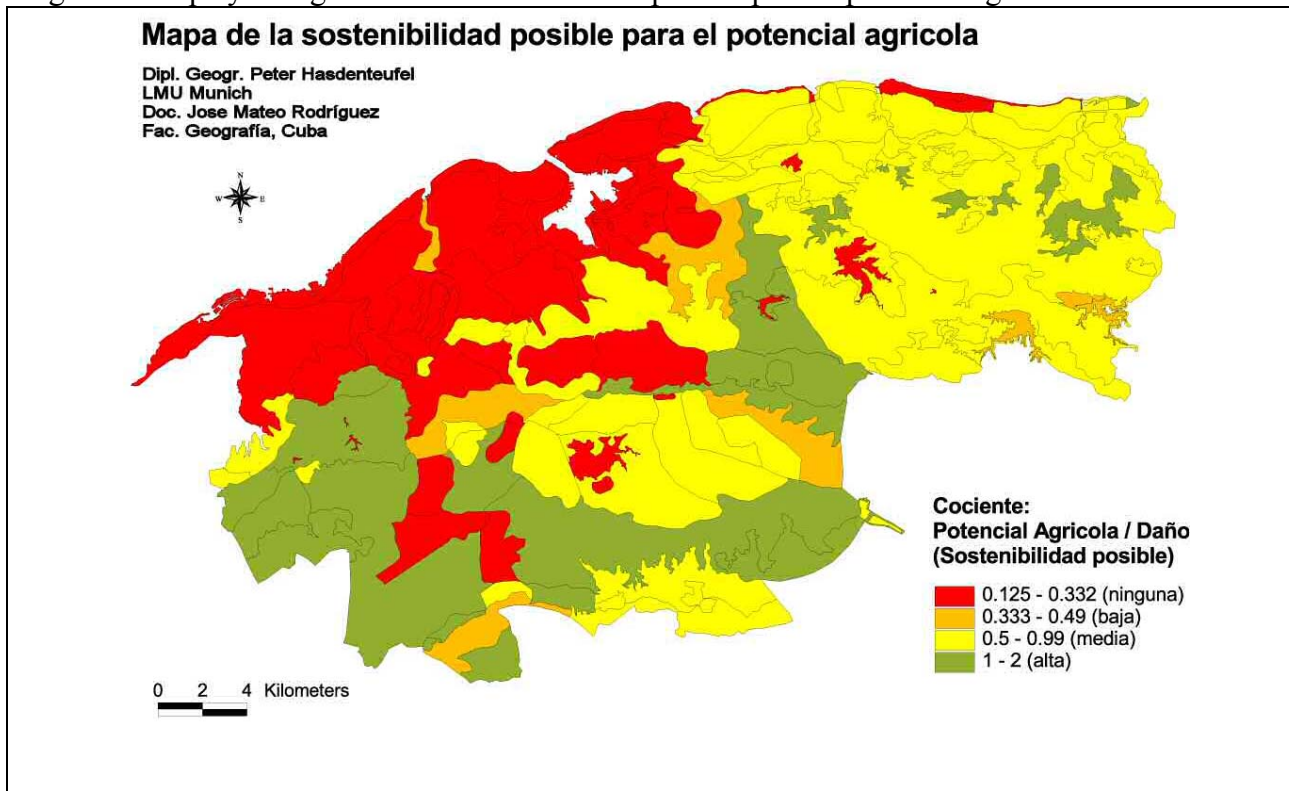 Mapa de la sostenibilidad posible para el potencial agricola
Dipl. Geogr. Peter Hasdenteufel
LMU Munich
Doc. Jose Mateo Rodríguez
Fac. Geografía, Cuba
N
W E
S
Cociente:
Potencial Agricola / Daño
(Sostenibilidad posible)
0.125 - 0.332 (ninguna)
0.333 - 0.49 (baja)
0.5 - 0.99 (media)
1 - 2 (alta)
0 2 4 Kilometers